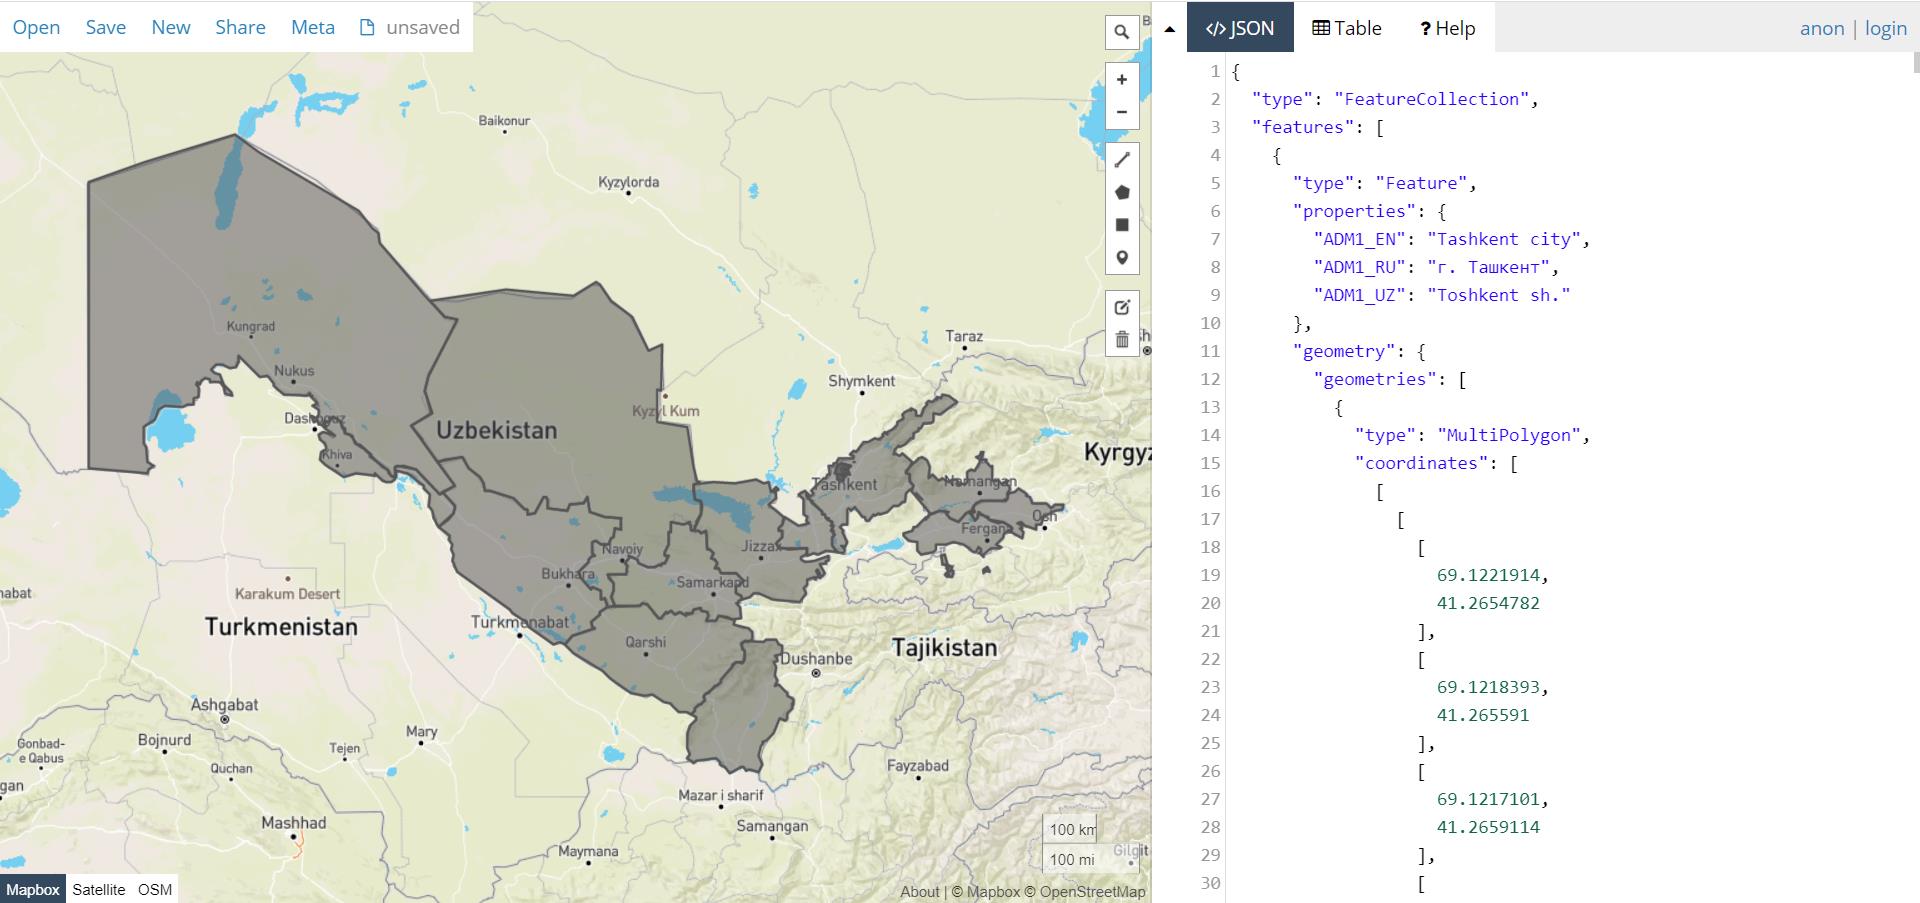 Open Save New Share Meta unsaved
Baikonur
Kyzylorda
Taraz
Shymkent
Kungrad
Nukus
Kyzyl Kum
Dashoguz
Uzbekistan
Khiva
Tashkent
Namangan
Osh
Fergana
Navoiy
Jizzax
Bukhara
Samarkand
Karakum Desert
Turkmenistan
Turkmenabat
Qarshi
Dushanbe
Tajikistan
Ashgabat
Bojnurd
Mary
Tejen
Gonbad-
e Qabus
Quchan
Fayzabad
Mazar i sharif
Mashhad
Samangan
Maymana
100 km
100 mi
Gilgit
Mapbox Satellite OSM
About | © Mapbox © OpenStreetMap
</> JSON Table ? Help anon | login
1 {
2 "type": "FeatureCollection",
3 "features": [
4 {
5 "type": "Feature",
6 "properties": {
7 "ADM1_EN": "Tashkent city",
8 "ADM1_RU": "г. Ташкент",
9 "ADM1_UZ": "Toshkent sh."
10 },
11 "geometry": {
12 "geometries": [
13 {
14 "type": "MultiPolygon",
15 "coordinates": [
16 [
17 [
18 [
19 69.1221914,
20 41.2654782
21 ],
22 [
23 69.1218393,
24 41.265591
25 ],
26 [
27 69.1217101,
28 41.2659114
29 ],
30 [